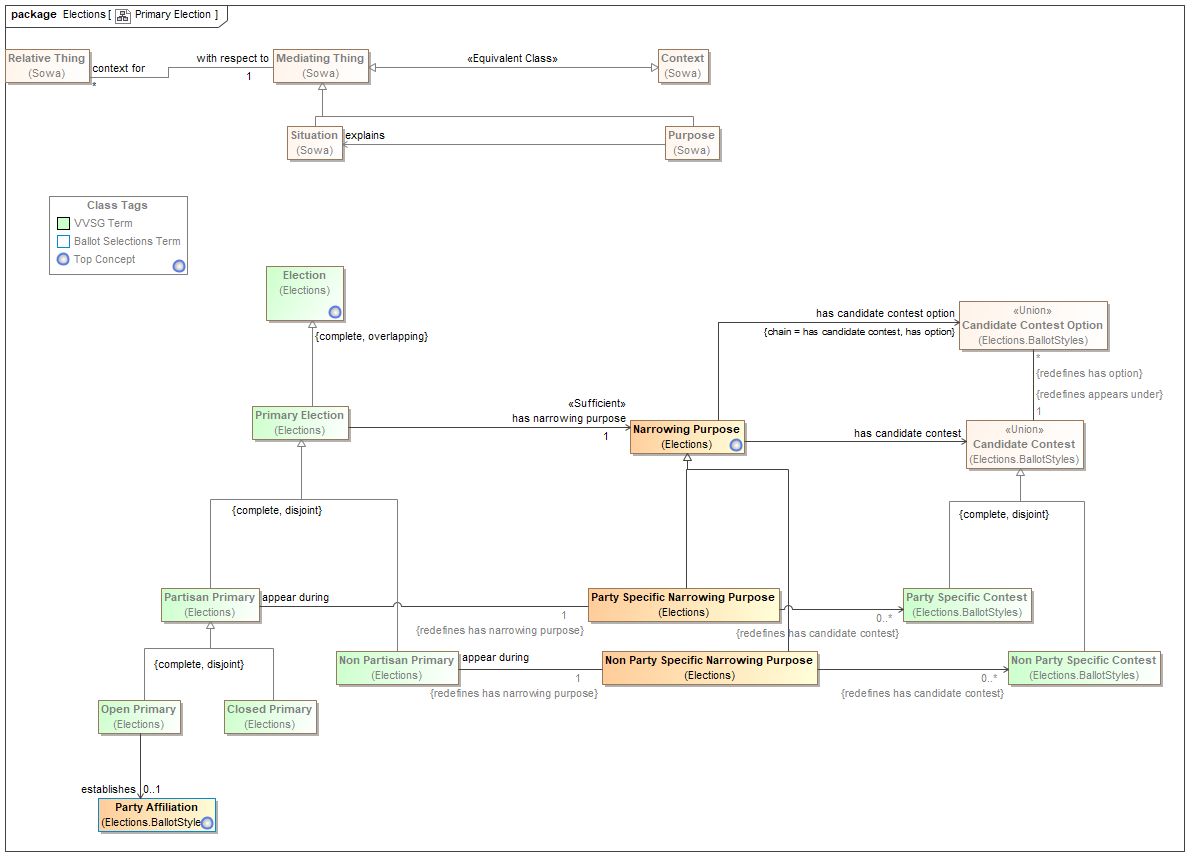 package Elections [ Primary Election ]
Relative Thing
(Sowa)
context for
*
with respect to
1
Mediating Thing
(Sowa)
«Equivalent Class»
Context
(Sowa)
Situation
(Sowa)
explains
Purpose
(Sowa)
Class Tags
VVSG Term
Ballot Selections Term
Top Concept
Election
(Elections)
{complete, overlapping}
has candidate contest option
{chain = has candidate contest, has option}
«Union»
Candidate Contest Option
(Elections.BallotStyles)
*
{redefines has option}
{redefines appears under}
1
Primary Election
(Elections)
«Sufficient»
has narrowing purpose
1
Narrowing Purpose
(Elections)
has candidate contest
«Union»
Candidate Contest
(Elections.BallotStyles)
{complete, disjoint}
{complete, disjoint}
Partisan Primary
(Elections)
appear during
1
{redefines has narrowing purpose}
Party Specific Narrowing Purpose
(Elections)
0..*
{redefines has candidate contest}
Party Specific Contest
(Elections.BallotStyles)
{complete, disjoint}
Non Partisan Primary
(Elections)
appear during
1
{redefines has narrowing purpose}
Non Party Specific Narrowing Purpose
(Elections)
0..*
{redefines has candidate contest}
Non Party Specific Contest
(Elections.BallotStyles)
Open Primary
(Elections)
Closed Primary
(Elections)
establishes
0..1
Party Affiliation
(Elections.BallotStyle